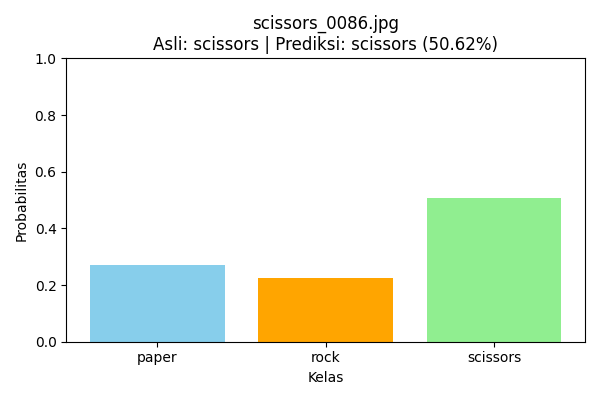 scissors_0086.jpg
Asli: scissors | Prediksi: scissors (50.62%)
1.0
0.8
0.6
0.4
0.2
0.0
Probabilitas
paper
rock
scissors
Kelas